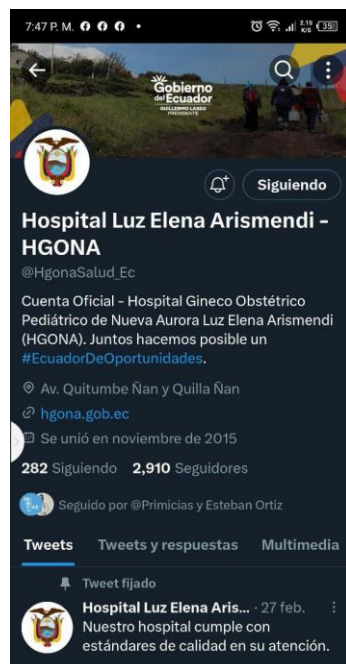 7:47 P. M.
2.15
K/S
35
Gobierno
del Ecuador
GUILLERMO LASSO
PRESIDENTE
Siguiendo
Hospital Luz Elena Arismendi –
HGONA
@HgonaSalud_Ec
Cuenta Oficial - Hospital Gineco Obstétrico
Pediátrico de Nueva Aurora Luz Elena Arismendi
(HGONA). Juntos hacemos posible un
#EcuadorDeOportunidades.
Av. Quitumbe Ñan y Quilla Ñan
hgona.gob.ec
Se unió en noviembre de 2015
282 Siguiendo 2,910 Seguidores
Seguido por @Primicias y Esteban Ortiz
Tweets Tweets y respuestas Multimedia
Tweet fijado
Hospital Luz Elena Aris... · 27 feb.
Nuestro hospital cumple con
estándares de calidad en su atención.